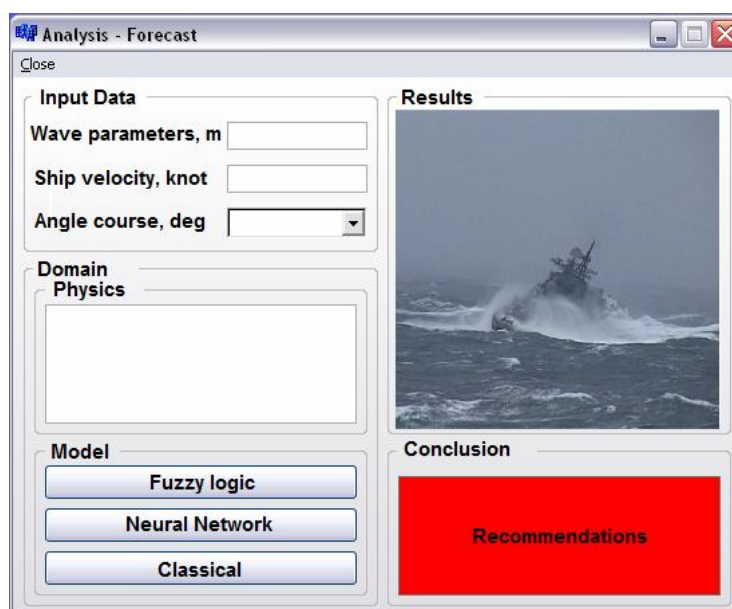 Analysis - Forecast
Close
Input Data
Wave parameters, m
Ship velocity, knot
Angle course, deg
Domain
Physics
Model
Fuzzy logic
Neural Network
Classical
Results
Conclusion
Recommendations